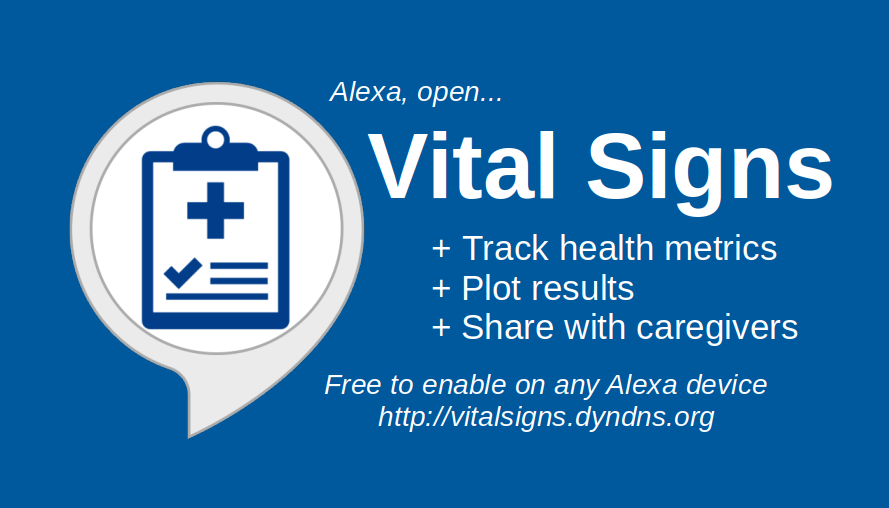 Alexa, open...
Vital Signs
+ Track health metrics
+ Plot results
+ Share with caregivers
Free to enable on any Alexa device
http://vitalsigns.dyndns.org